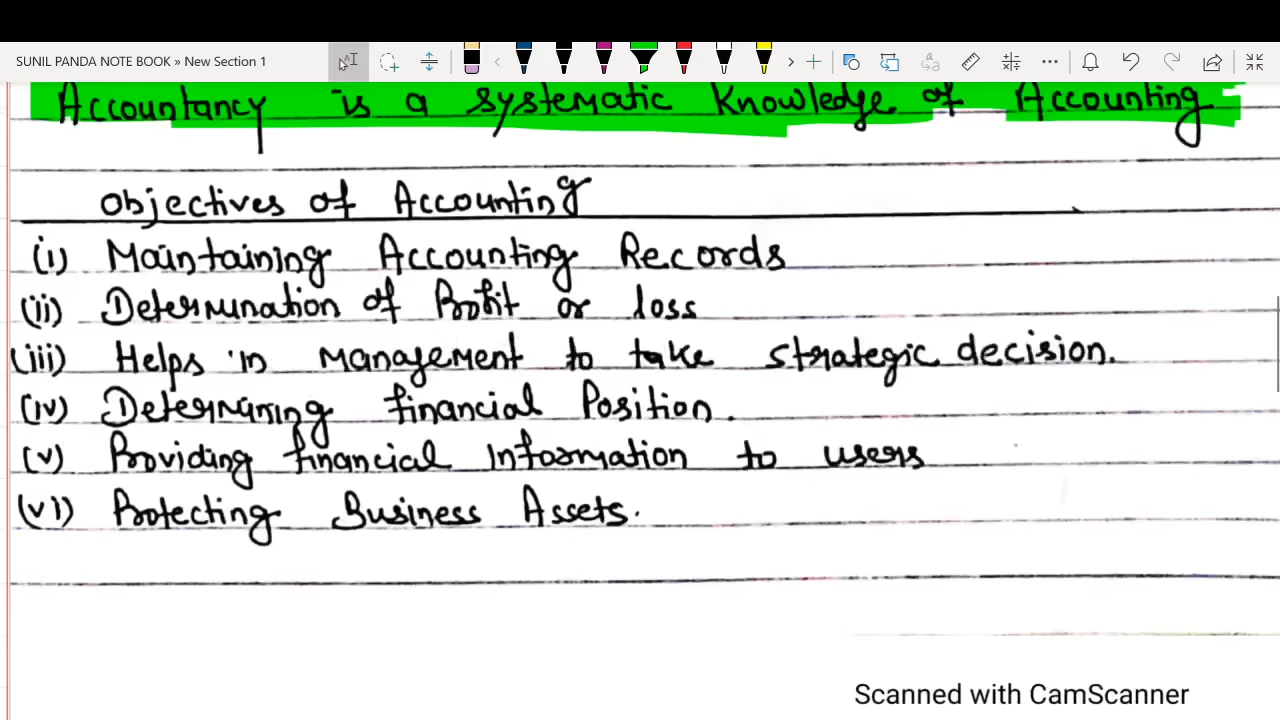 SUNIL PANDA NOTE BOOK » New Section 1
Accountancy is a systematic Knowledge of Accounting
Objectives of Accounting
(i) Maintaining Accounting Records
(ii) Determination of Profit or loss
(iii) Helps in management to take strategic decision.
(iv) Determining financial Position.
(v) Providing financial Information to users
(vi) Protecting Business Assets.
Scanned with CamScanner